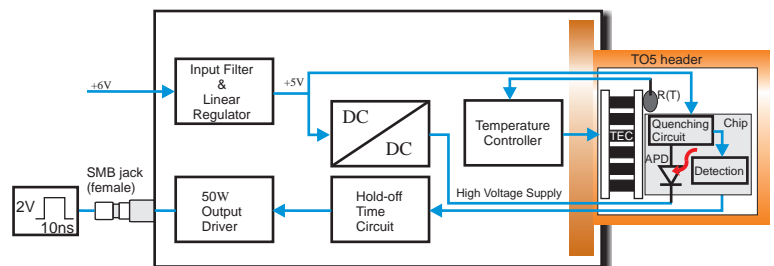 TO5 header
+6V
Input Filter
&
Linear
Regulator
+5V
DC
DC
Temperature
Controller
R(T)
TEC
Chip
Quenching
Circuit
APD
Detection
SMB jack
(female)
2V
10ns
50W
Output
Driver
Hold-off
Time
Circuit
High Voltage Supply